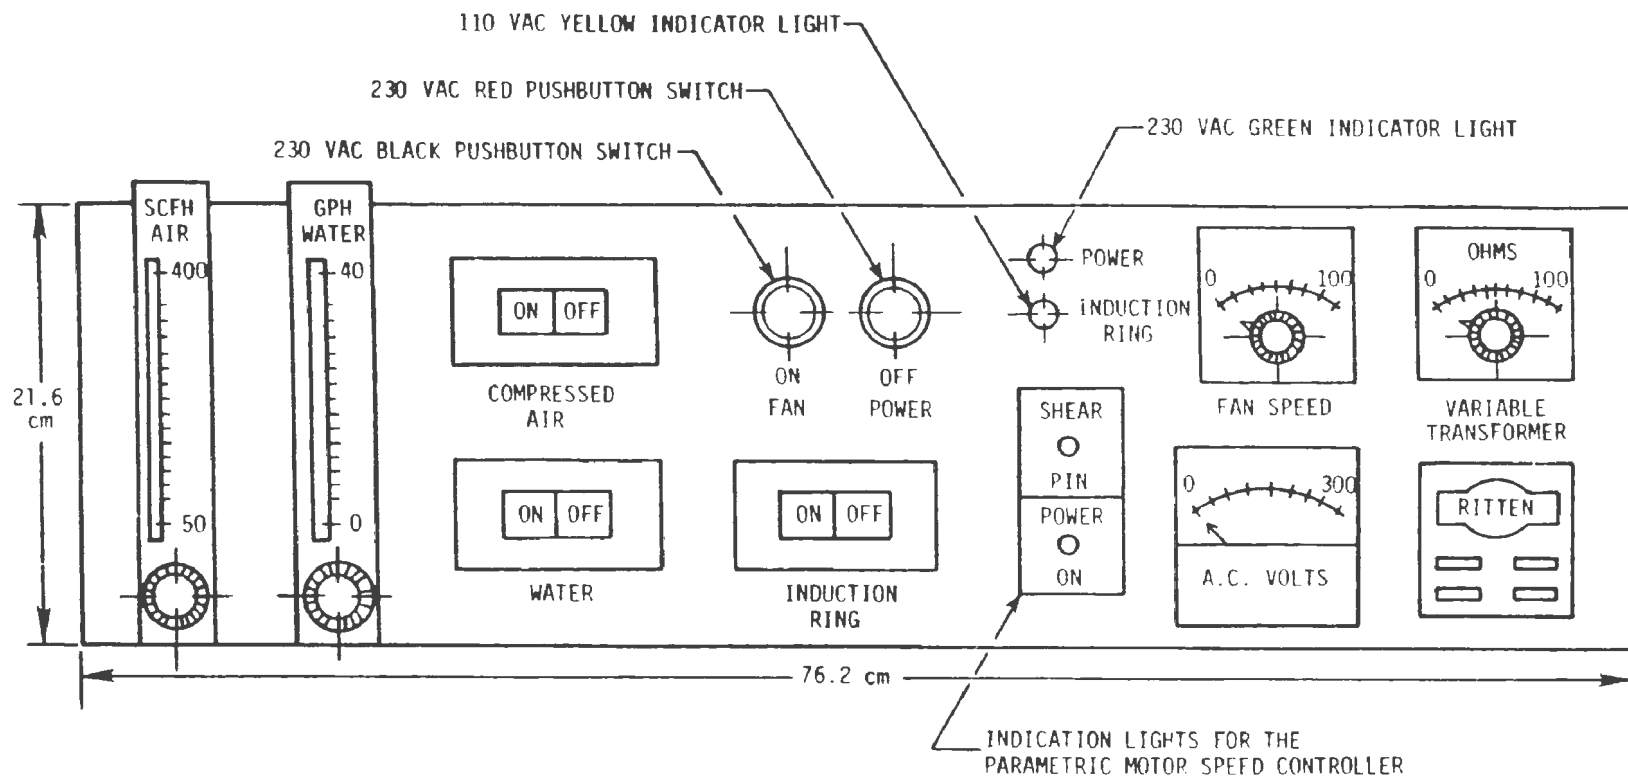 110 VAC YELLOW INDICATOR LIGHT
230 VAC RED PUSHBUTTON SWITCH
230 VAC GREEN INDICATOR LIGHT
230 VAC BLACK PUSHBUTTON SWITCH
SCFH
AIR
400
50
GPH
WATER
40
0
21.6
cm
ON OFF
COMPRESSED
AIR
ON OFF
WATER
ON
FAN
OFF
POWER
ON OFF
INDUCTION
RING
POWER
INDUCTION
RING
SHEAR
PIN
POWER
ON
0 100
FAN SPEED
OHMS
0 100
VARIABLE
TRANSFORMER
0 300
A.C. VOLTS
RITTEN
76.2 cm
INDICATION LIGHTS FOR THE
PARAMETRIC MOTOR SPEED CONTROLLER